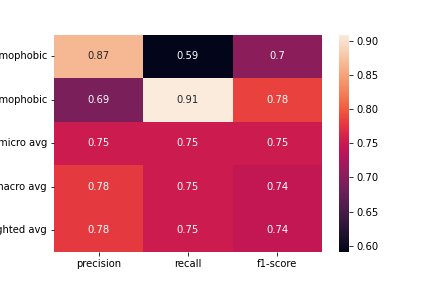 mophobic 0.87 0.59 0.7
mophobic 0.69 0.91 0.78
micro avg 0.75 0.75 0.75
nacro avg 0.78 0.75 0.74
ghted avg 0.78 0.75 0.74
precision recall f1-score
0.90
0.85
0.80
0.75
0.70
0.65
0.60